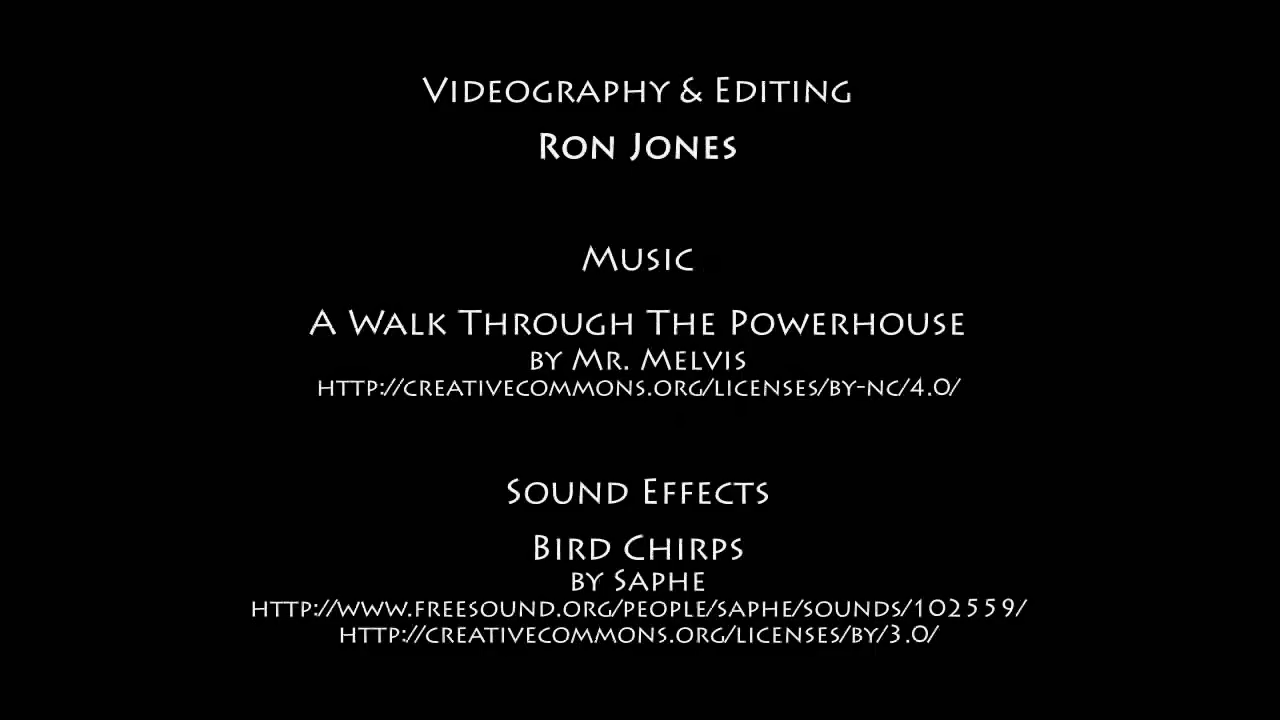 Videography & Editing
Ron Jones
Music
A Walk Through The Powerhouse
by Mr. Melvis
http://creativecommons.org/licenses/by-nc/4.0/
Sound Effects
Bird Chirps
by Saphe
http://www.freesound.org/people/saphe/sounds/102559/
http://creativecommons.org/licenses/by/3.0/